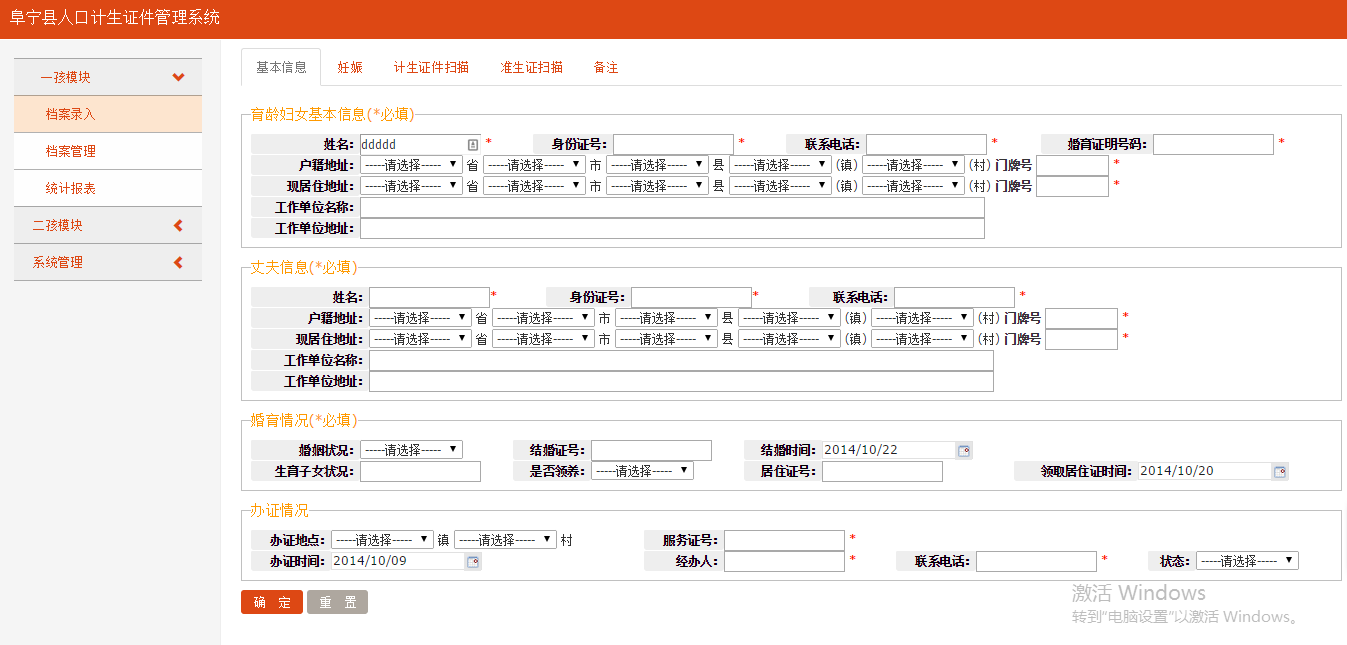 阜宁县人口计生证件管理系统
一孩模块
档案录入
档案管理
统计报表
二孩模块
系统管理
基本信息 妊娠 计生证件扫描 准生证扫描 备注
育龄妇女基本信息(*必填)
姓名: ddddd * 身份证号: * 联系电话: * 婚育证明号码: *
户籍地址: -----请选择----- 省 -----请选择----- 市 -----请选择----- 县 -----请选择----- (镇) -----请选择----- (村) 门牌号 *
现居住地址: -----请选择----- 省 -----请选择----- 市 -----请选择----- 县 -----请选择----- (镇) -----请选择----- (村) 门牌号 *
工作单位名称:
工作单位地址:
丈夫信息(*必填)
姓名: * 身份证号: * 联系电话: *
户籍地址: -----请选择----- 省 -----请选择----- 市 -----请选择----- 县 -----请选择----- (镇) -----请选择----- (村) 门牌号 *
现居住地址: -----请选择----- 省 -----请选择----- 市 -----请选择----- 县 -----请选择----- (镇) -----请选择----- (村) 门牌号 *
工作单位名称:
工作单位地址:
婚育情况(*必填)
婚姻状况: -----请选择----- 结婚证号: 结婚时间: 2014/10/22
生育子女状况: 是否领养: -----请选择----- 居住证号: 领取居住证时间: 2014/10/20
办证情况
办证地点: -----请选择----- 镇 -----请选择----- 村 服务证号: *
办证时间: 2014/10/09 经办人: * 联系电话: * 状态: -----请选择-----
确 定 重 置
激活 Windows
转到"电脑设置"以激活 Windows。